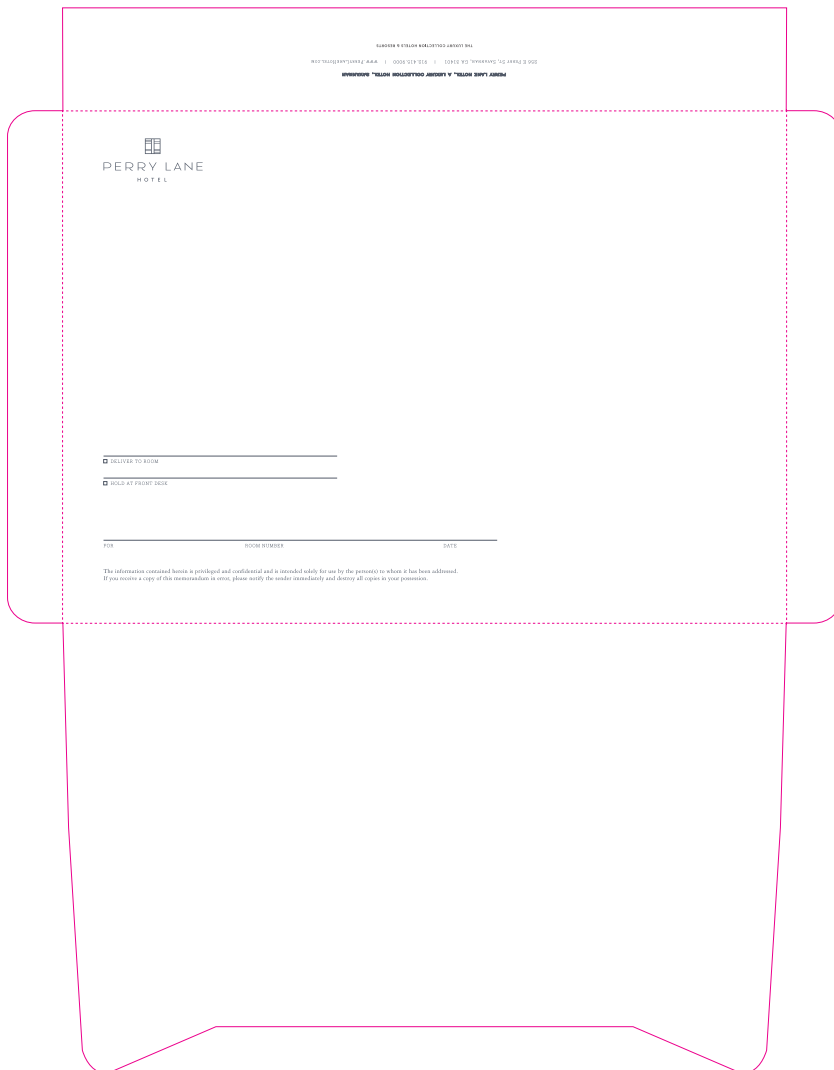 PERRY LANE HOTEL, A LUXURY COLLECTION HOTEL, SAVANNAH
256 E Perry St, Savannah, GA 31401 | 912.415.9000 | www.PerryLaneHotel.com
THE LUXURY COLLECTION HOTELS & RESORTS
PERRY LANE
HOTEL
DELIVER TO ROOM
HOLD AT FRONT DESK
FOR ROOM NUMBER DATE
The information contained herein is privileged and confidential and is intended solely for use by the person(s) to whom it has been addressed.
If you receive a copy of this memorandum in error, please notify the sender immediately and destroy all copies in your possession.